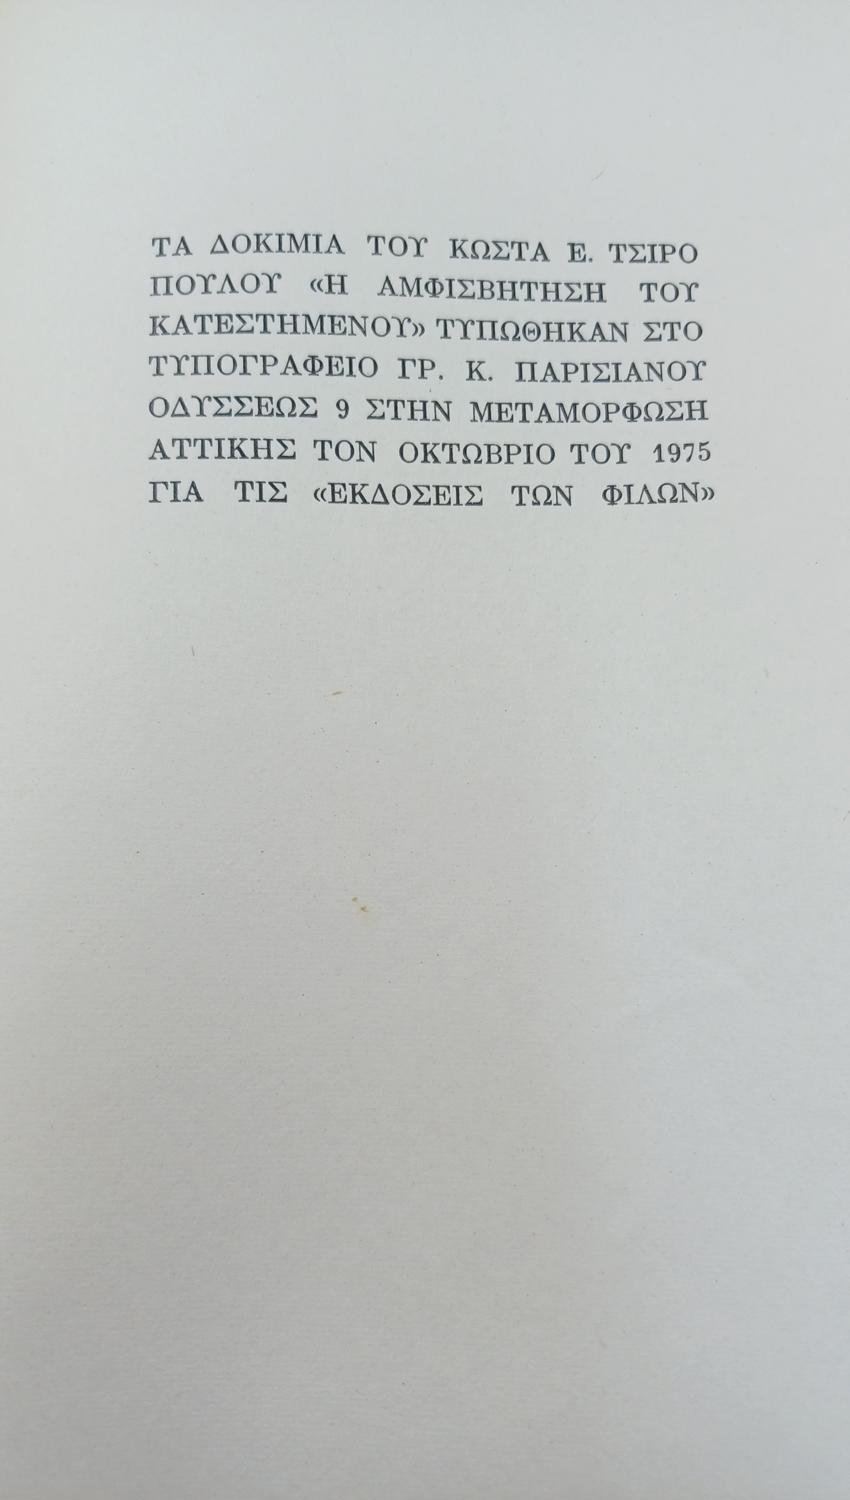 ΤΑ ΔΟΚΙΜΙΑ ΤΟΥ ΚΩΣΤΑ Ε. ΤΣΙΡΟ
ΠΟΥΛΟΥ «Η ΑΜΦΙΣΒΗΤΗΣΗ ΤΟΥ
ΚΑΤΕΣΤΗΜΕΝΟΥ» ΤΥΠΩΘΗΚΑΝ ΣΤΟ
ΤΥΠΟΓΡΑΦΕΙΟ ΓΡ. Κ. ΠΑΡΙΣΙΑΝΟΥ
ΟΔΥΣΣΕΩΣ 9 ΣΤΗΝ ΜΕΤΑΜΟΡΦΩΣΗ
ΑΤΤΙΚΗΣ ΤΟΝ ΟΚΤΩΒΡΙΟ ΤΟΥ 1975
ΓΙΑ ΤΙΣ «ΕΚΔΟΣΕΙΣ ΤΩΝ ΦΙΛΩΝ»